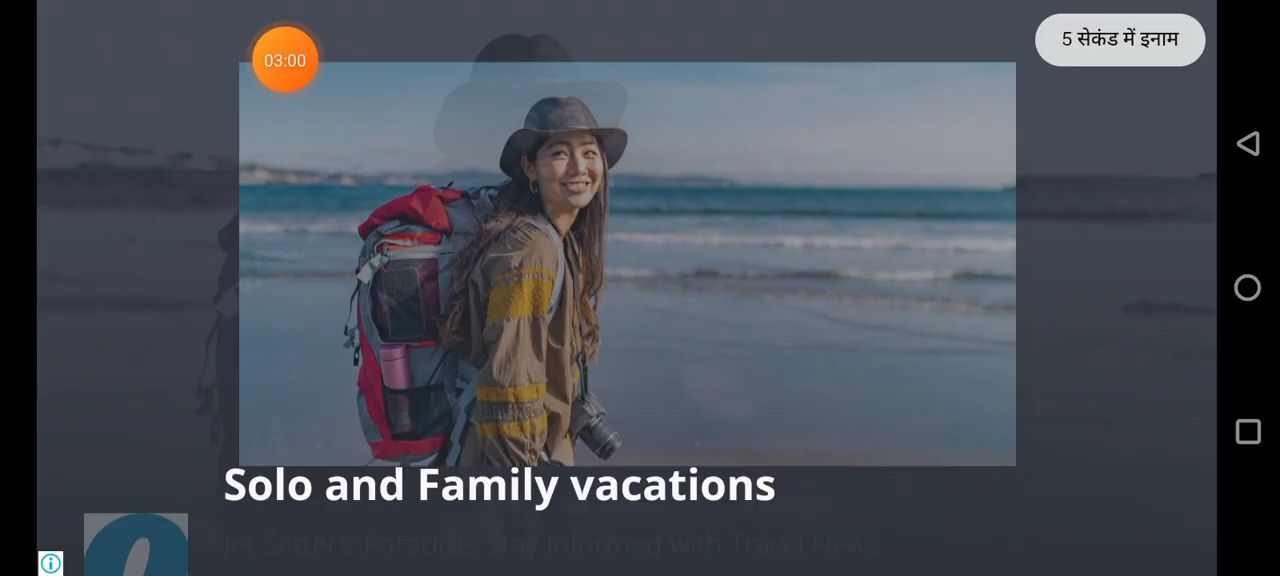 03:00
5 सेकंड में इनाम
Solo and Family vacations
Jet Setters' Paradise: Stay Informed with Travel News